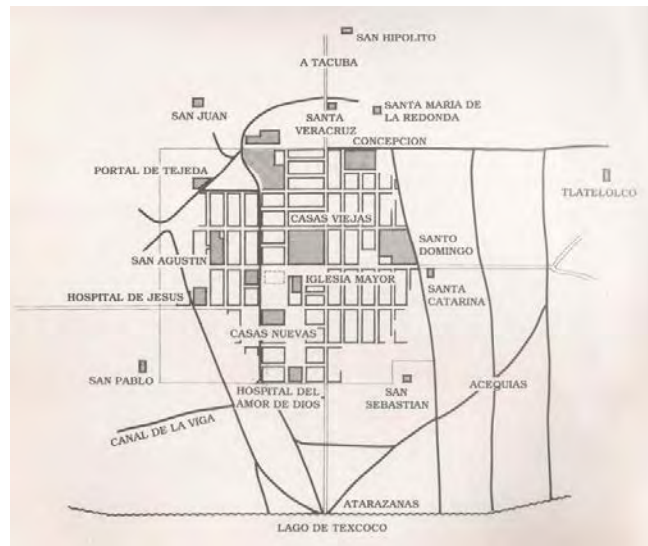 SAN HIPOLITO
A TACUBA
SAN JUAN
SANTA
VERACRUZ
SANTA MARIA DE
LA REDONDA
CONCEPCION
PORTAL DE TEJEDA
TLATELOLCO
CASAS VIEJAS
SANTO
DOMINGO
SAN AGUSTIN
IGLESIA MAYOR
SANTA
CATARINA
HOSPITAL DE JESUS
CASAS NUEVAS
SAN PABLO
HOSPITAL DEL
AMOR DE DIOS
SAN
SEBASTIAN
ACEQUIAS
CANAL DE LA VIGA
ATARAZANAS
LAGO DE TEXCOCO